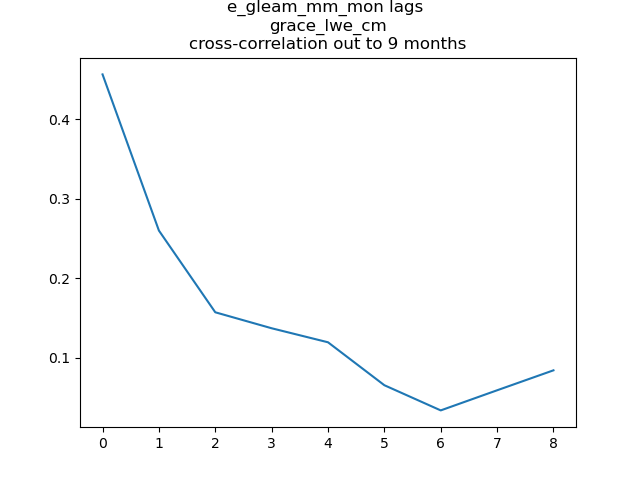 e_gleam_mm_mon lags
grace_lwe_cm
cross-correlation out to 9 months
0.4
0.3
0.2
0.1
0 1 2 3 4 5 6 7 8